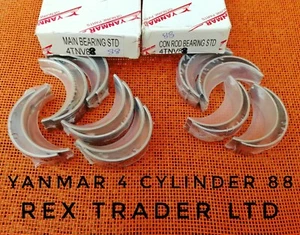 YANMAR
MAIN BEARING STD
4TNV88
YANMAR
CON ROD BEARING STD
4TNV88
YANMAR 4 CYLINDER 88
REX TRADER LTD